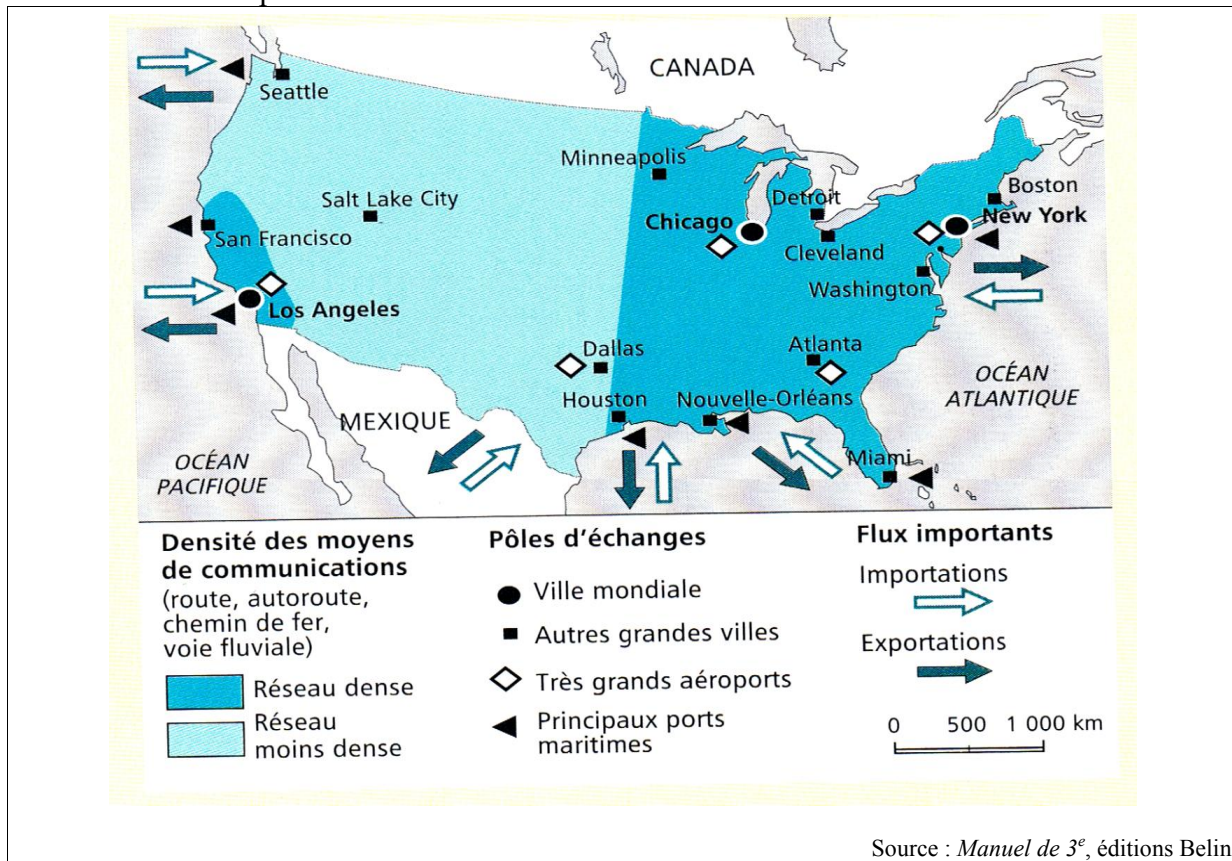 CANADA
Seattle
Minneapolis
Salt Lake City
Detroit
Boston
Chicago
New York
San Francisco
Cleveland
Washington
Los Angeles
Dallas
Atlanta
Houston
Nouvelle-Orléans
OCÉAN
ATLANTIQUE
MEXIQUE
OCÉAN
PACIFIQUE
Miami
Densité des moyens
de communications
(route, autoroute,
chemin de fer,
voie fluviale)
Réseau dense
Réseau
moins dense
Pôles d'échanges
Ville mondiale
Autres grandes villes
Très grands aéroports
Principaux ports
maritimes
Flux importants
Importations
Exportations
0 500 1 000 km
Source : Manuel de 3e, éditions Belin